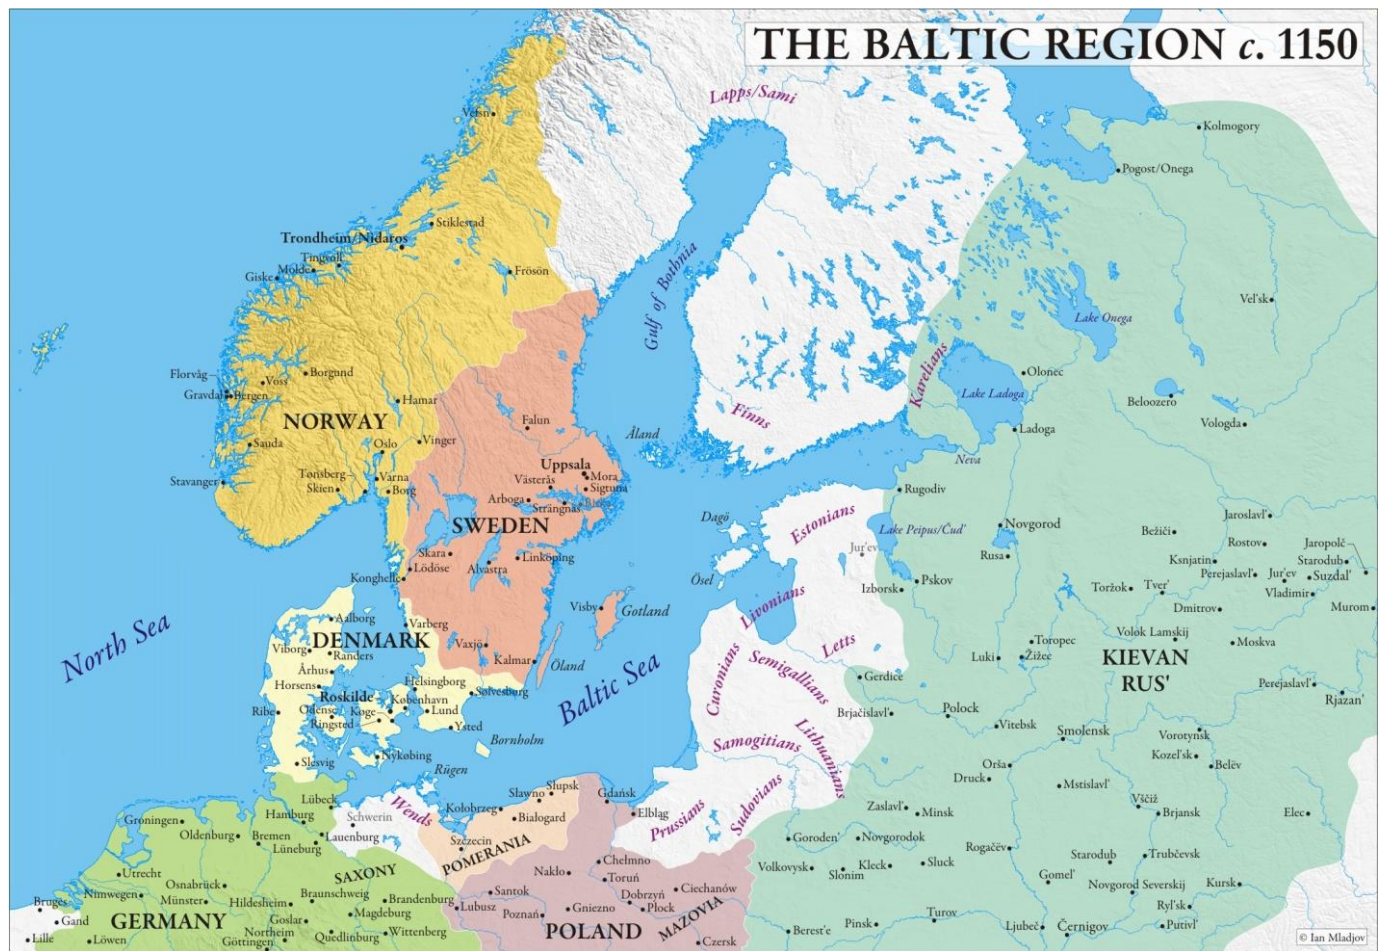 THE BALTIC REGION c. 1150
Lapps/Sami
Vefsn
Kolmogory
Pogost/Onega
Stiklestad
Trondheim/Nidaros
Tingvoll
Molde
Giske
Frösön
Gulf of Bothnia
Vel'sk
Lake Onega
Karelians
Florvåg
Voss
Borgund
Gravdal
Bergen
Hamar
NORWAY
Olonec
Lake Ladoga
Beloozero
Falun
Finns
Åland
Ladoga
Vologda
Sauda
Oslo
Vinger
Neva
Stavanger
Tønsberg
Skien
Varna
Borg
Uppsala
Västerås
Mora
Sigtuna
Arboga
Strängnäs
Rugodiv
SWEDEN
Dagö
Estonians
Lake Peipus/Čud'
Novgorod
Jaroslavl'
Bežiči
Rostov
Jaropolč
Skara
Lödöse
Alvastra
Linköping
Jur'ev
Rusa
Ksnjatin
Starodub
Konghelle
Ösel
Izborsk
Pskov
Perejaslavl'
Jur'ev
Suzdal'
Toržok
Tver'
Vladimir
Livonians
Visby
Gotland
Dmitrov
Murom
North Sea
Aalborg
DENMARK
Varberg
Viborg
Randers
Vaxjö
Kalmar
Öland
Letts
Toropec
Luki
Žižec
Volok Lamskij
Moskva
KIEVAN
RUS'
Århus
Horsens
Helsingborg
Sølvesburg
Baltic Sea
Curonians
Semigallians
Gerdice
Perejaslavl'
Rjazan'
Roskilde
København
Ribe
Odense
Ringsted
Køge
Lund
Ysted
Brjačislavl'
Polock
Vitebsk
Smolensk
Vorotynsk
Bornholm
Samogitians
Lithuanians
Kozel'sk
Belëv
Slesvig
Nykøbing
Rügen
Orša
Druck
Mstislavl'
Lübeck
Hamburg
Schwerin
Wends
Kołobrzeg
Sławno
Słupsk
Gdańsk
Elbląg
Prussians
Sudovians
Zaslavl'
Minsk
Vščiž
Brjansk
Elec
Groningen
Oldenburg
Bremen
Lüneburg
Lauenburg
Bialogard
Szczecin
POMERANIA
Goroden'
Novgorodok
Rogačëv
Starodub
Trubčevsk
SAXONY
Utrecht
Osnabrück
Nakło
Chełmno
Toruń
Volkovysk
Slonim
Kleck
Sluck
Gomel'
Novgorod Severskij
Kursk
Bruges
Nimwegen
Münster
Hildesheim
Braunschweig
Brandenburg
Santok
Dobrzyń
Ciechanów
Gand
GERMANY
Goslar
Magdeburg
Lubusz
Poznań
Gniezno
Plock
MAZOVIA
Ryl'sk
Lille
Löwen
Northeim
Göttingen
Quedlinburg
Wittenberg
POLAND
Czersk
Berest'e
Pinsk
Turov
Ljubeč
Černigov
Putivl'
© Ian Mladjov